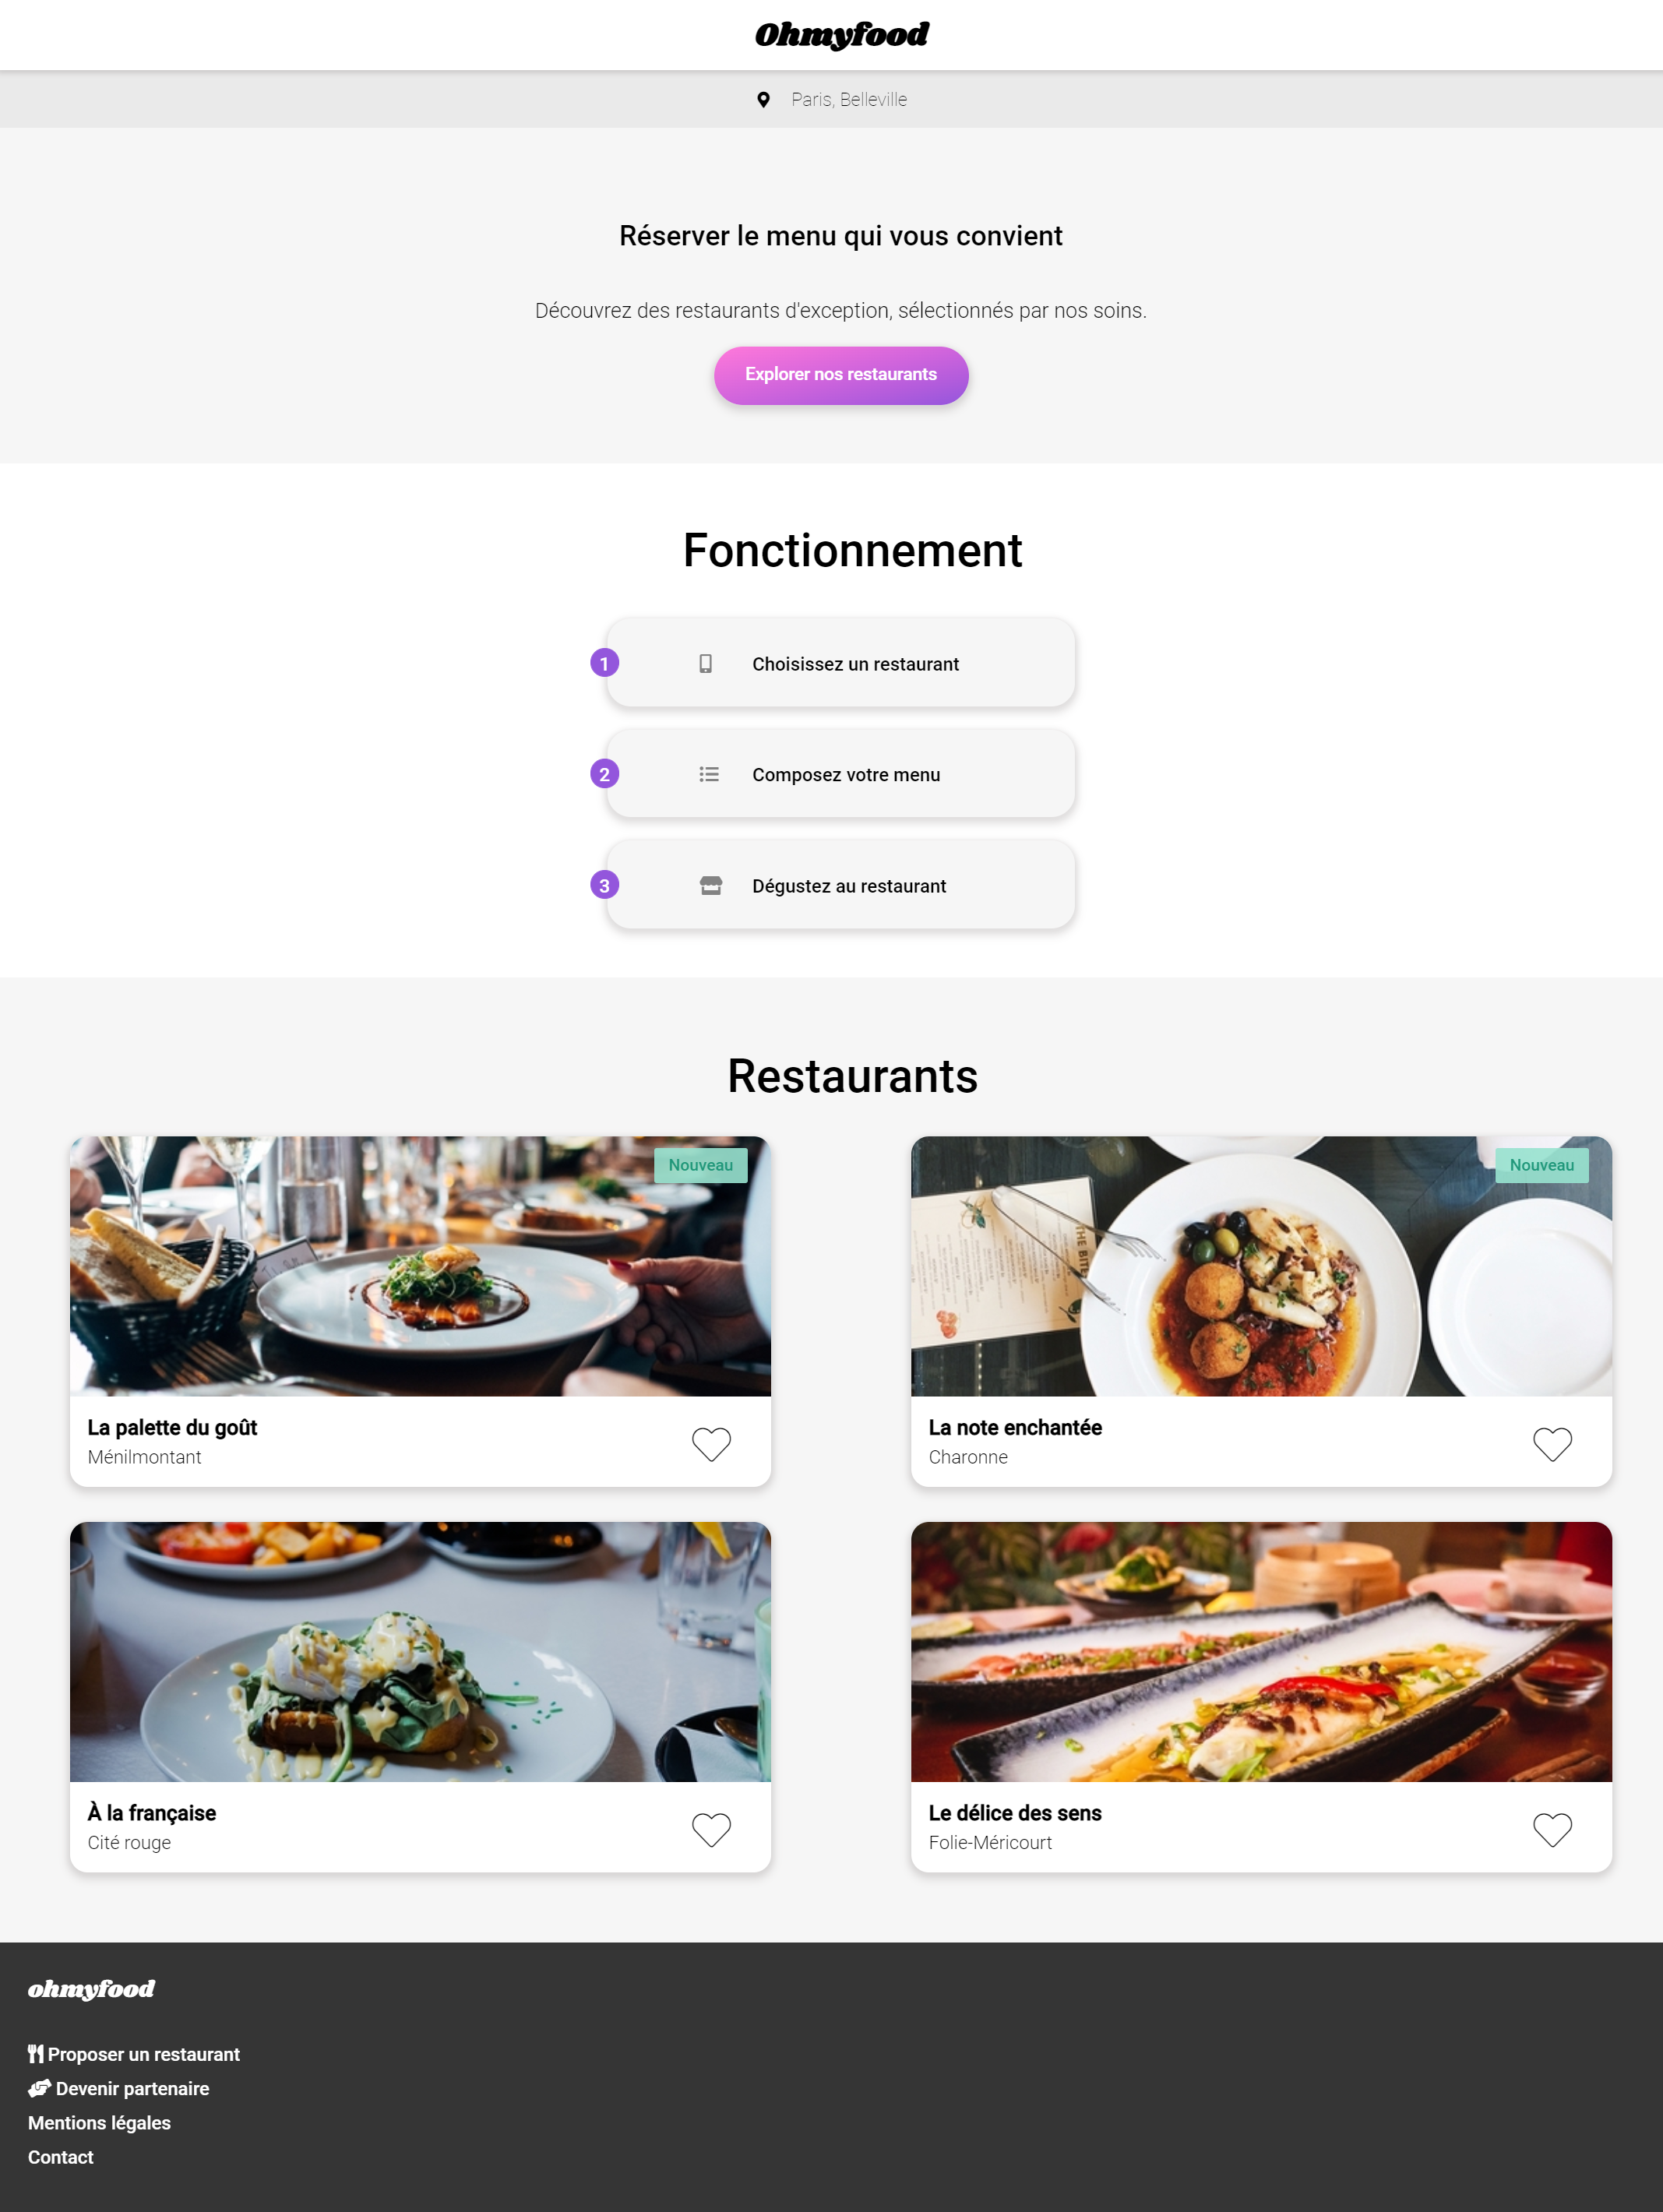 Ohmyfood
Paris, Belleville
Réserver le menu qui vous convient
Découvrez des restaurants d'exception, sélectionnés par nos soins.
Explorer nos restaurants
Fonctionnement
1 Choisissez un restaurant
2 Composez votre menu
3 Dégustez au restaurant
Restaurants
Nouveau
La palette du goût
Ménilmontant
Nouveau
La note enchantée
Charonne
À la française
Cité rouge
Le délice des sens
Folie-Méricourt
ohmyfood
Proposer un restaurant
Devenir partenaire
Mentions légales
Contact